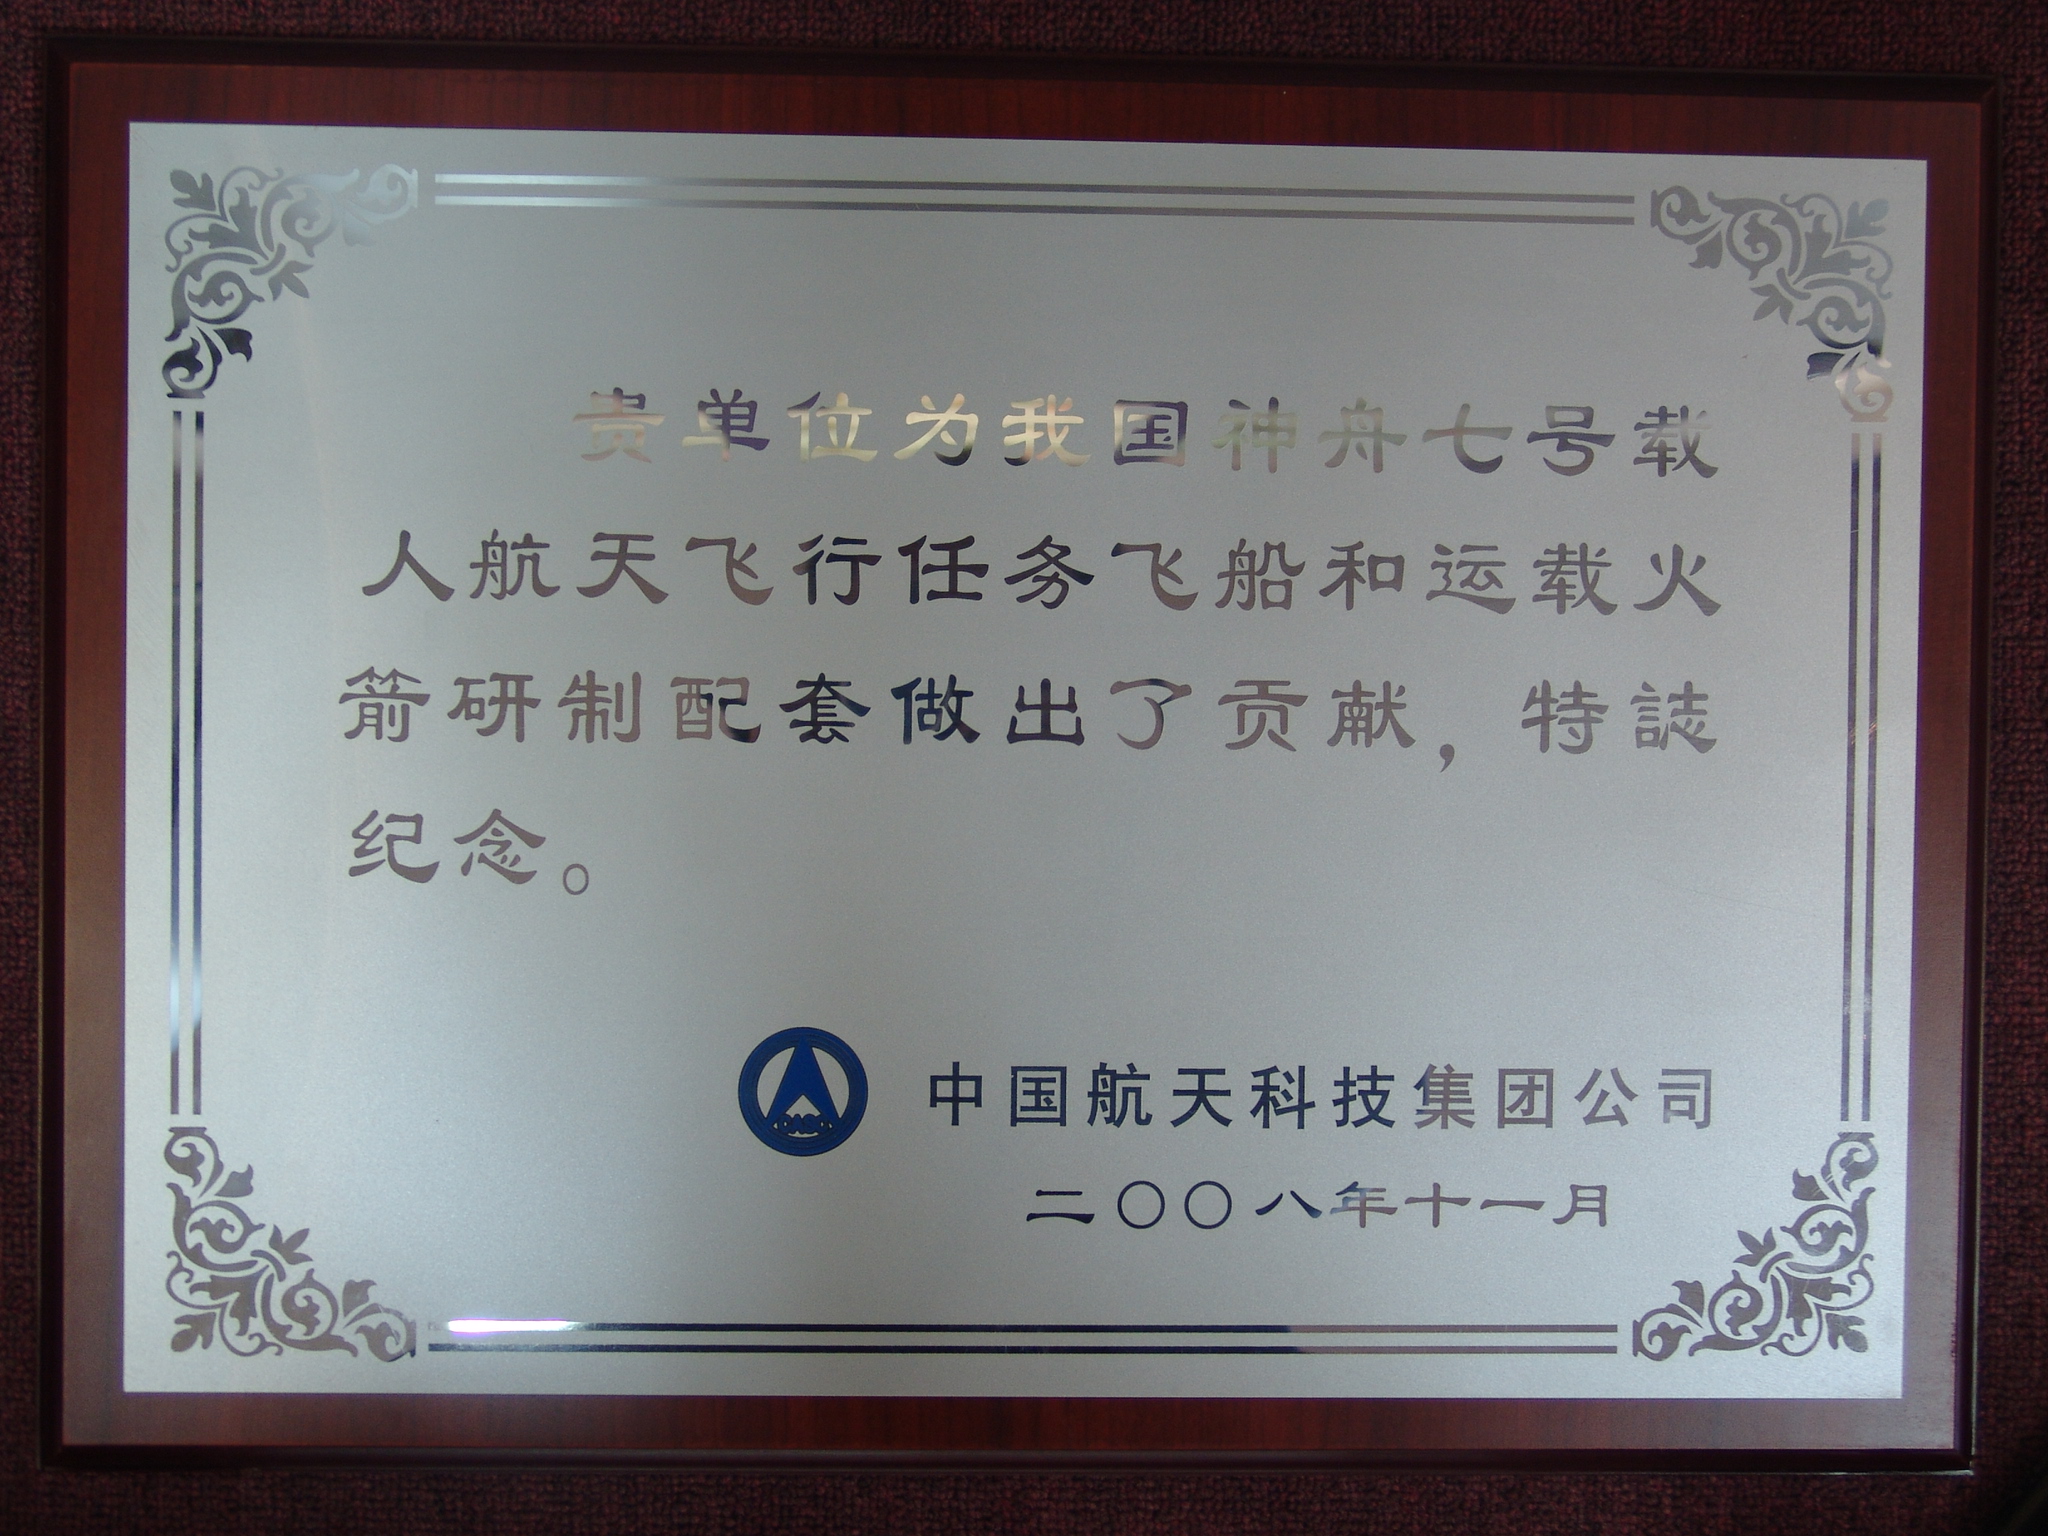 贵单位为我国神舟七号载
人航天飞行任务飞船和运载火
箭研制配套做出了贡献，特誌
纪念。
CASC
中国航天科技集团公司
二〇〇八年十一月